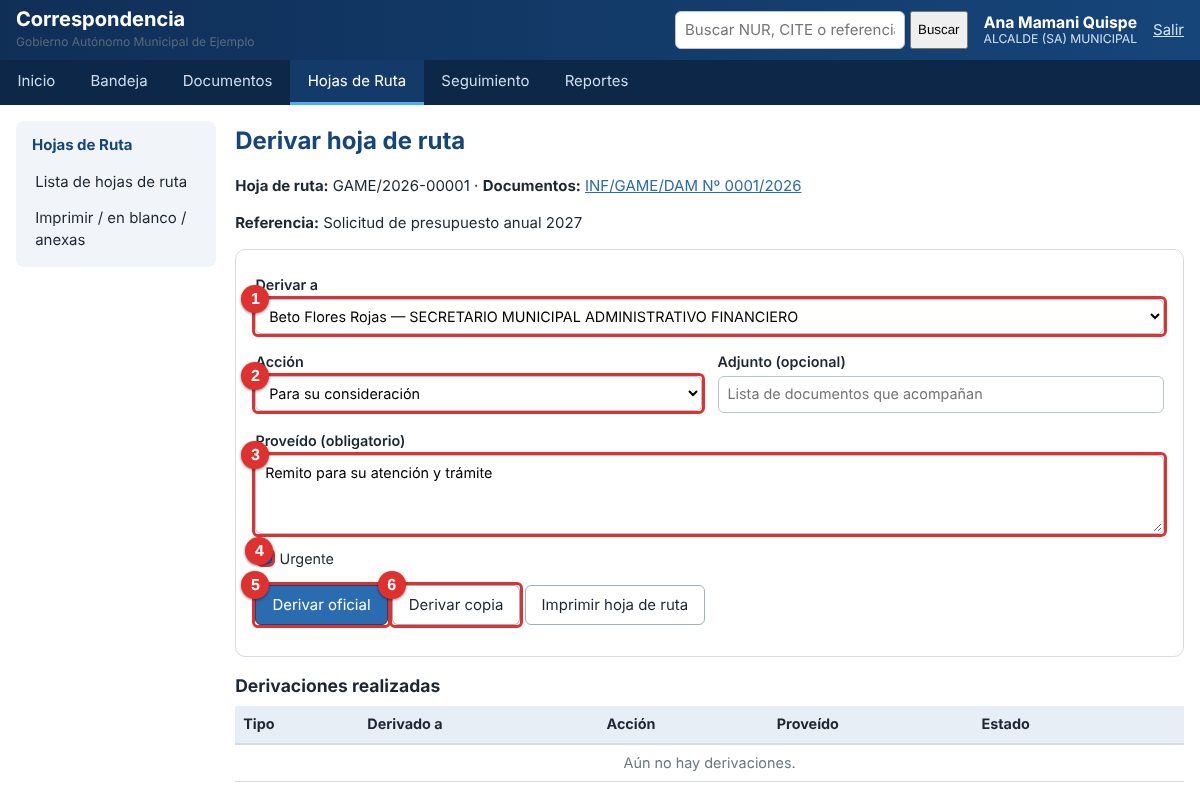 Correspondencia
Gobierno Autónomo Municipal de Ejemplo
Buscar NUR, CITE o referenci
Buscar
Ana Mamani Quispe
ALCALDE (SA) MUNICIPAL
Salir
Inicio
Bandeja
Documentos
Hojas de Ruta
Seguimiento
Reportes
Hojas de Ruta
Lista de hojas de ruta
Imprimir / en blanco /
anexas
Derivar hoja de ruta
Hoja de ruta: GAME/2026-00001 · Documentos: INF/GAME/DAM Nº 0001/2026
Referencia: Solicitud de presupuesto anual 2027
Derivar a
1
Beto Flores Rojas — SECRETARIO MUNICIPAL ADMINISTRATIVO FINANCIERO
Acción
2
Para su consideración
Adjunto (opcional)
Lista de documentos que acompañan
Proveído (obligatorio)
3
Remito para su atención y trámite
4
Urgente
5
Derivar oficial
6
Derivar copia
Imprimir hoja de ruta
Derivaciones realizadas
Tipo Derivado a Acción Proveído Estado
Aún no hay derivaciones.